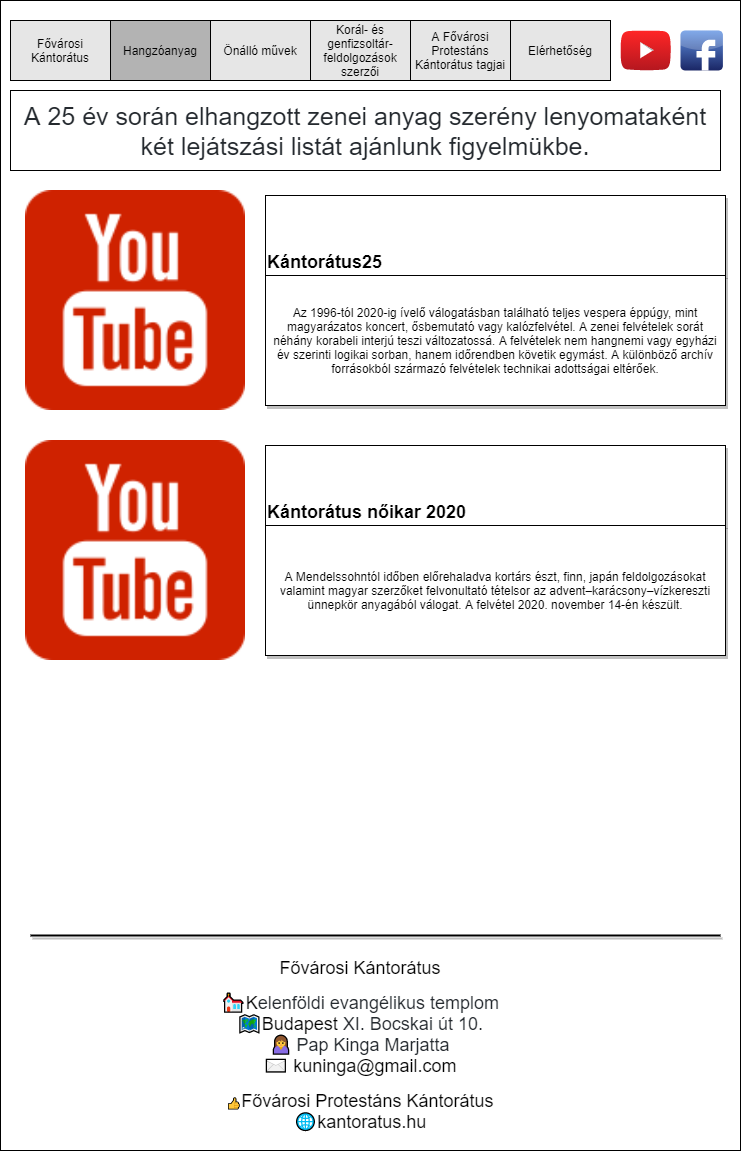 Fővárosi
Kántorátus
Hangzóanyag
Önálló művek
Korál- és
genfizsoltár-
feldolgozások
szerzői
A Fővárosi
Protestáns
Kántorátus tagjai
Elérhetőség
A 25 év során elhangzott zenei anyag szerény lenyomataként
két lejátszási listát ajánlunk figyelmükbe.
You
Tube
Kántorátus25
Az 1996-tól 2020-ig ívelő válogatásban található teljes vespera éppúgy, mint
magyarázatos koncert, ősbemutató vagy kalózfelvétel. A zenei felvételek sorát
néhány korabeli interjú teszi változatossá. A felvételek nem hangnemi vagy egyházi
év szerinti logikai sorban, hanem időrendben követik egymást. A különböző archív
forrásokból származó felvételek technikai adottságai eltérőek.
You
Tube
Kántorátus nőikar 2020
A Mendelssohntól időben előrehaladva kortárs észt, finn, japán feldolgozásokat
valamint magyar szerzőket felvonultató tételsor az advent–karácsony–vízkereszti
ünnepkör anyagából válogat. A felvétel 2020. november 14-én készült.
Fővárosi Kántorátus
Kelenföldi evangélikus templom
Budapest XI. Bocskai út 10.
Pap Kinga Marjatta
kuninga@gmail.com
Fővárosi Protestáns Kántorátus
kantoratus.hu